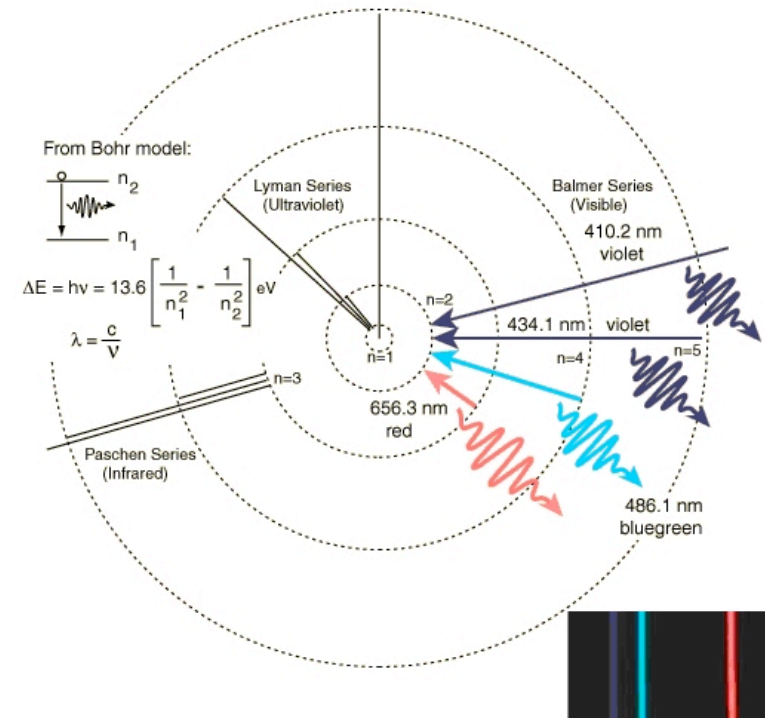 From Bohr model:
n2
n1
ΔE = hν = 13.6 [ 1/n1² - 1/n2² ] eV
λ = c/ν
Lyman Series
(Ultraviolet)
Balmer Series
(Visible)
410.2 nm
violet
n=2
434.1 nm violet
n=1
n=4
n=5
n=3
656.3 nm
red
Paschen Series
(Infrared)
486.1 nm
bluegreen